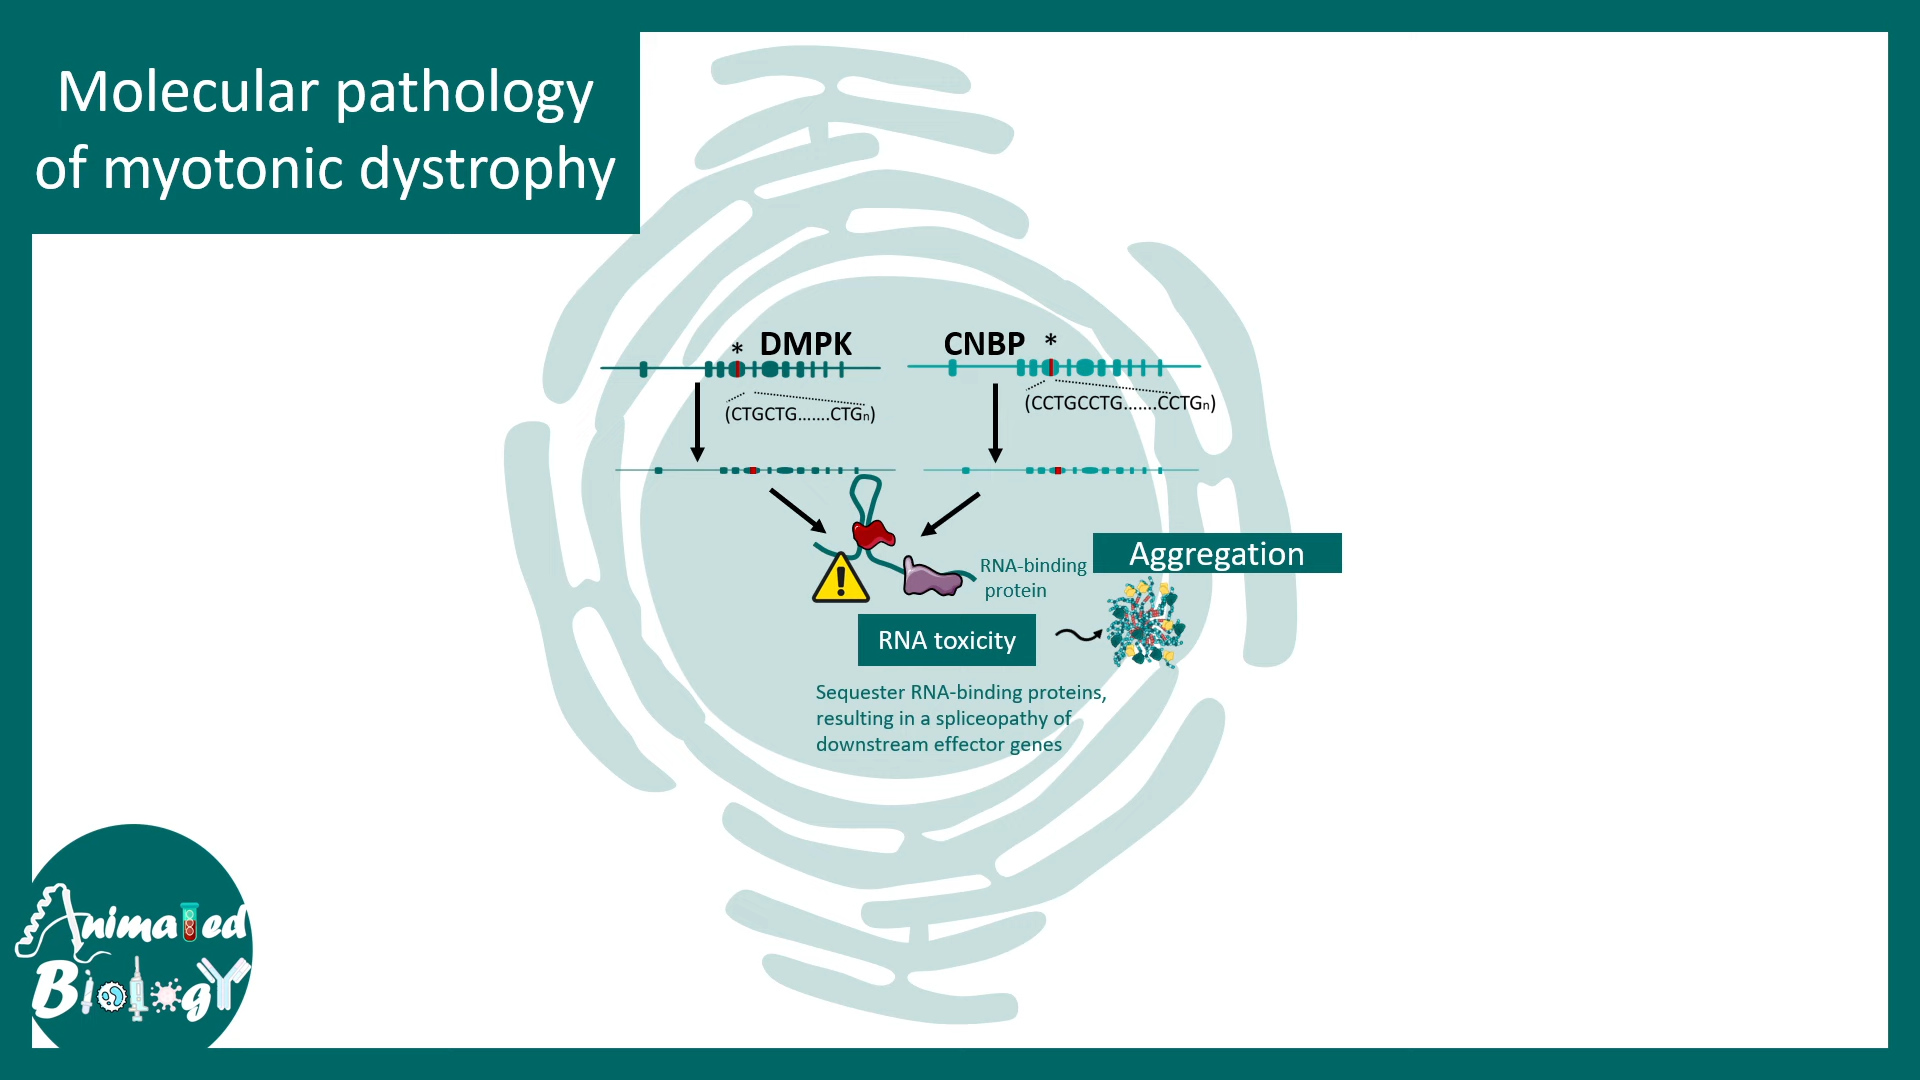 Molecular pathology
of myotonic dystrophy
* DMPK
CNBP *
(CTGCTG.......CTGn)
(CCTGCCTG.......CCTGn)
RNA-binding
protein
Aggregation
RNA toxicity
Sequester RNA-binding proteins,
resulting in a spliceopathy of
downstream effector genes
Animated
Biology